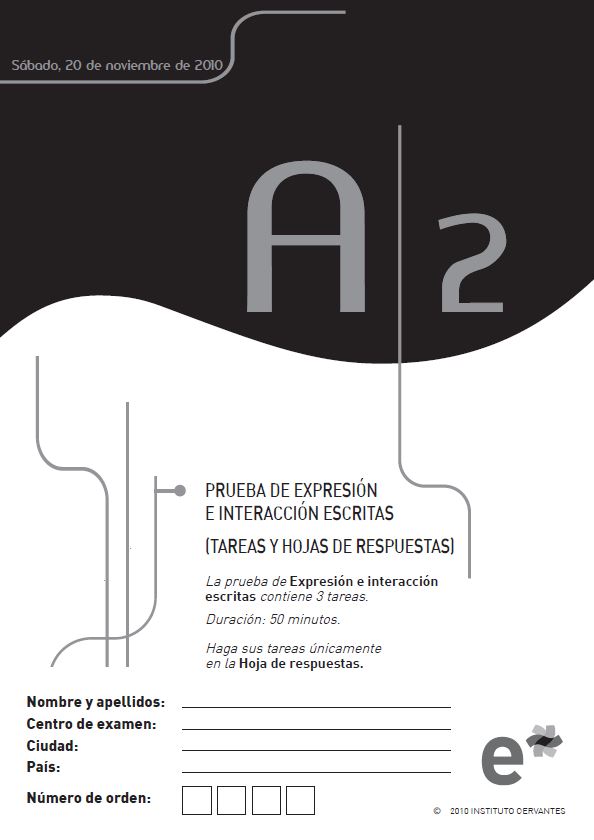 Sábado, 20 de noviembre de 2010
A 2
PRUEBA DE EXPRESIÓN
E INTERACCIÓN ESCRITAS
(TAREAS Y HOJAS DE RESPUESTAS)
La prueba de Expresión e interacción
escritas contiene 3 tareas.
Duración: 50 minutos.
Haga sus tareas únicamente
en la Hoja de respuestas.
Nombre y apellidos:
Centro de examen:
Ciudad:
País:
Número de orden:
e
© 2010 INSTITUTO CERVANTES